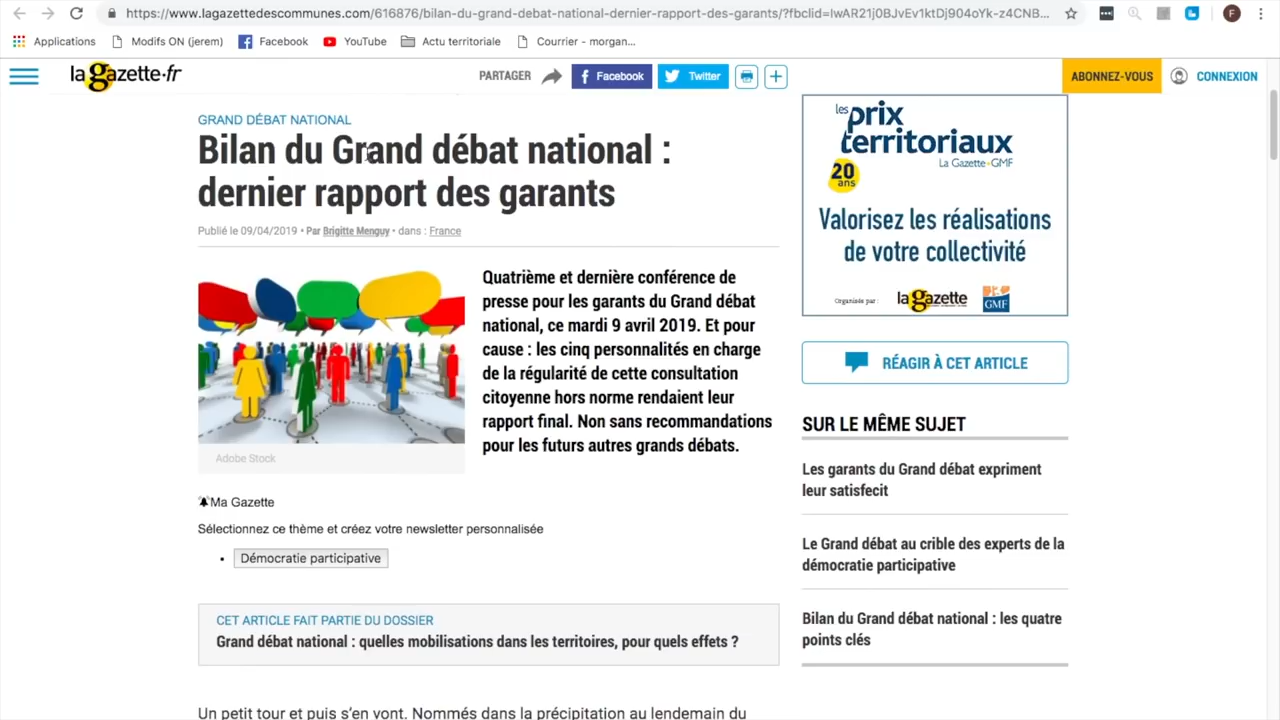 https://www.lagazettedescommunes.com/616876/bilan-du-grand-debat-national-dernier-rapport-des-garants/?fbclid=IwAR21j0BJvEv1ktDj904oYk-z4CNB...
F
Applications
Modifs ON (jerem)
Facebook
YouTube
Actu territoriale
Courrier - morgan...
la gazette.fr
PARTAGER
Facebook
Twitter
ABONNEZ-VOUS
CONNEXION
GRAND DÉBAT NATIONAL
Bilan du Grand débat national :
dernier rapport des garants
Publié le 09/04/2019 • Par Brigitte Menguy • dans : France
Quatrième et dernière conférence de
presse pour les garants du Grand débat
national, ce mardi 9 avril 2019. Et pour
cause : les cinq personnalités en charge
de la régularité de cette consultation
citoyenne hors norme rendaient leur
rapport final. Non sans recommandations
pour les futurs autres grands débats.
Adobe Stock
Ma Gazette
Sélectionnez ce thème et créez votre newsletter personnalisée
• Démocratie participative
CET ARTICLE FAIT PARTIE DU DOSSIER
Grand débat national : quelles mobilisations dans les territoires, pour quels effets ?
Un petit tour et puis s'en vont. Nommés dans la précipitation au lendemain du
les prix
territoriaux
La Gazette • GMF
20
ans
Valorisez les réalisations
de votre collectivité
Organisés par :
la gazette
GMF
RÉAGIR À CET ARTICLE
SUR LE MÊME SUJET
Les garants du Grand débat expriment
leur satisfecit
Le Grand débat au crible des experts de la
démocratie participative
Bilan du Grand débat national : les quatre
points clés